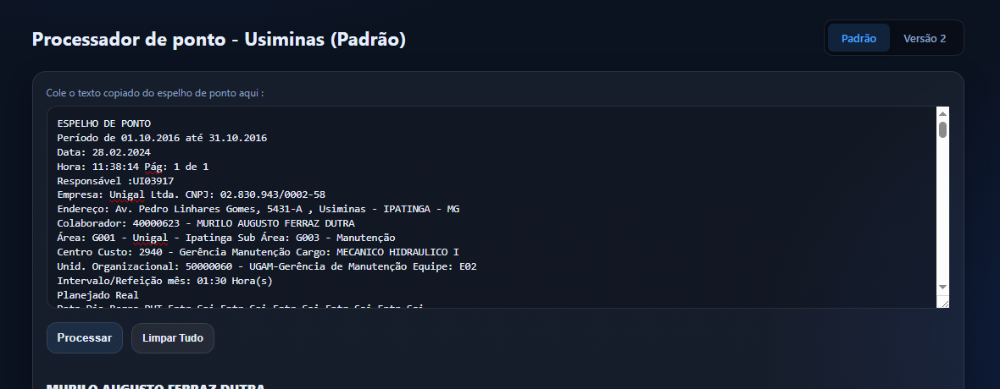 Processador de ponto - Usiminas (Padrão)
Padrão
Versão 2
Cole o texto copiado do espelho de ponto aqui :
ESPELHO DE PONTO
Período de 01.10.2016 até 31.10.2016
Data: 28.02.2024
Hora: 11:38:14 Pág: 1 de 1
Responsável :UI03917
Empresa: Unigal Ltda. CNPJ: 02.830.943/0002-58
Endereço: Av. Pedro Linhares Gomes, 5431-A , Usiminas - IPATINGA - MG
Colaborador: 40000623 - MURILO AUGUSTO FERRAZ DUTRA
Área: G001 - Unigal - Ipatinga Sub Área: G003 - Manutenção
Centro Custo: 2940 - Gerência Manutenção Cargo: MECANICO HIDRAULICO I
Unid. Organizacional: 50000060 - UGAM-Gerência de Manutenção Equipe: E02
Intervalo/Refeição mês: 01:30 Hora(s)
Planejado Real
Processar
Limpar Tudo
MURILO AUGUSTO FERRAZ DUTRA